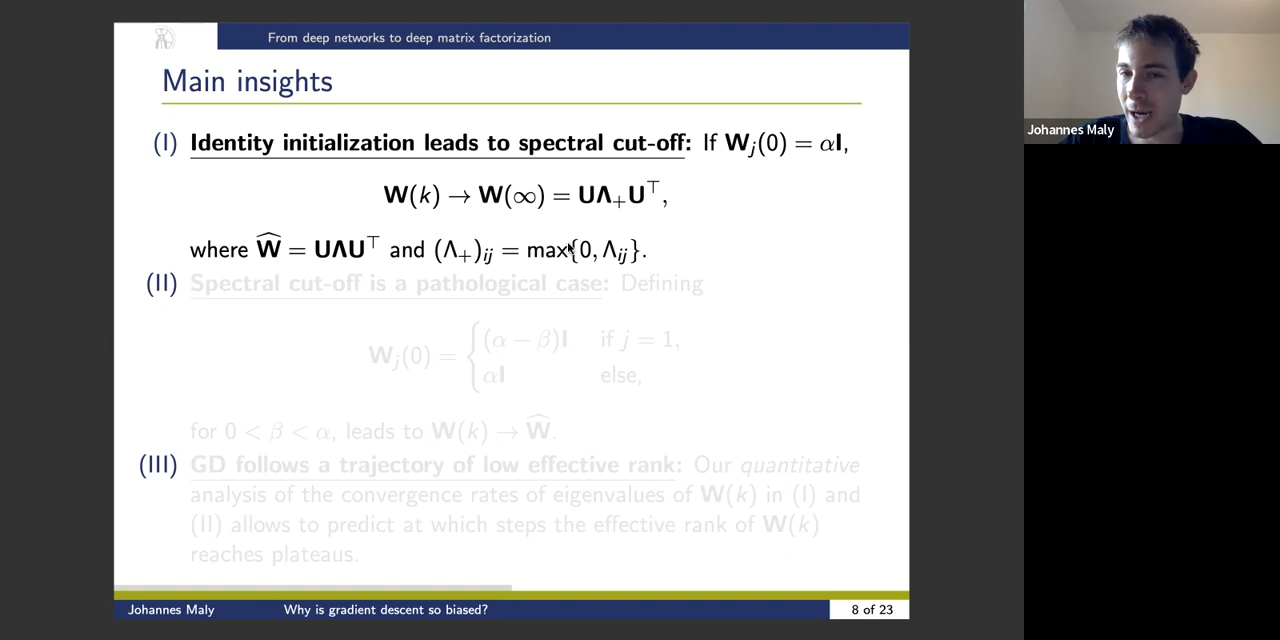 From deep networks to deep matrix factorization
Main insights
(I) Identity initialization leads to spectral cut-off: If W_j(0) = αI,
W(k) → W(∞) = UΛ₊U^⊤,
where Ŵ = UΛU^⊤ and (Λ₊)_ij = max{0, Λ_ij}.
(II) Spectral cut-off is a pathological case: Defining
W_j(0) = { (α − β)I if j = 1,
αI else,
for 0 < β < α, leads to W(k) → Ŵ.
(III) GD follows a trajectory of low effective rank: Our quantitative
analysis of the convergence rates of eigenvalues of W(k) in (I) and
(II) allows to predict at which steps the effective rank of W(k)
reaches plateaus.
Johannes Maly Why is gradient descent so biased? 8 of 23
Johannes Maly